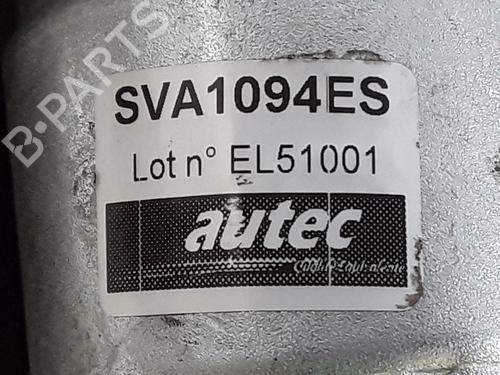 B-PARTS
SVA1094ES
Lot n° EL51001
autec